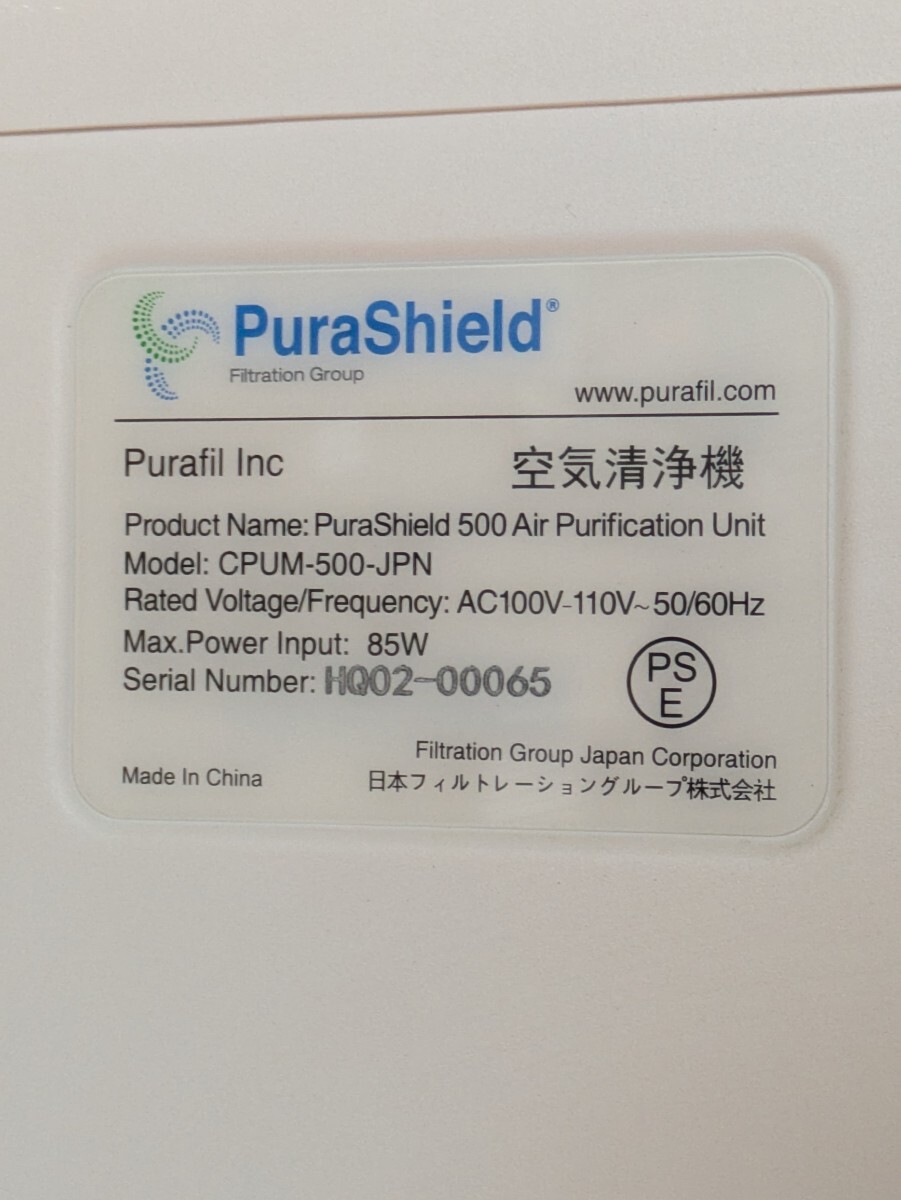 PuraShield®
Filtration Group
www.purafil.com
Purafil Inc 空気清浄機
Product Name: PuraShield 500 Air Purification Unit
Model: CPUM-500-JPN
Rated Voltage/Frequency: AC100V-110V~50/60Hz
Max.Power Input: 85W
Serial Number: HQ02-00065
PS
E
Filtration Group Japan Corporation
Made In China 日本フィルトレーショングループ株式会社